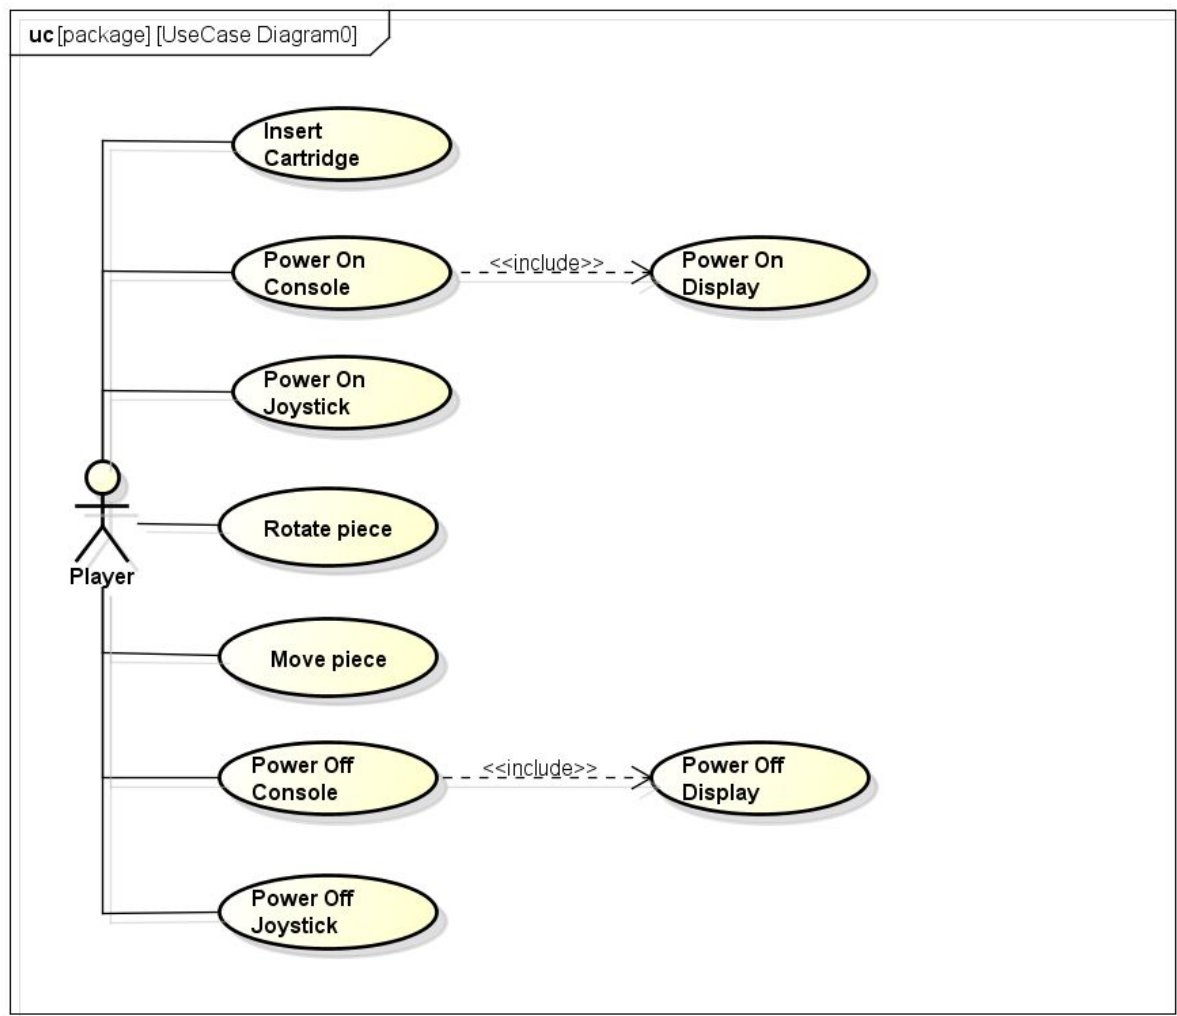 uc [package] [UseCase Diagram0]
Insert
Cartridge
Power On
Console
<<include>>
Power On
Display
Power On
Joystick
Rotate piece
Player
Move piece
Power Off
Console
<<include>>
Power Off
Display
Power Off
Joystick